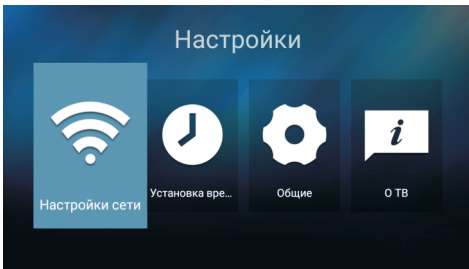 Настройки
Настройки сети
Установка вре...
Общие
О ТВ